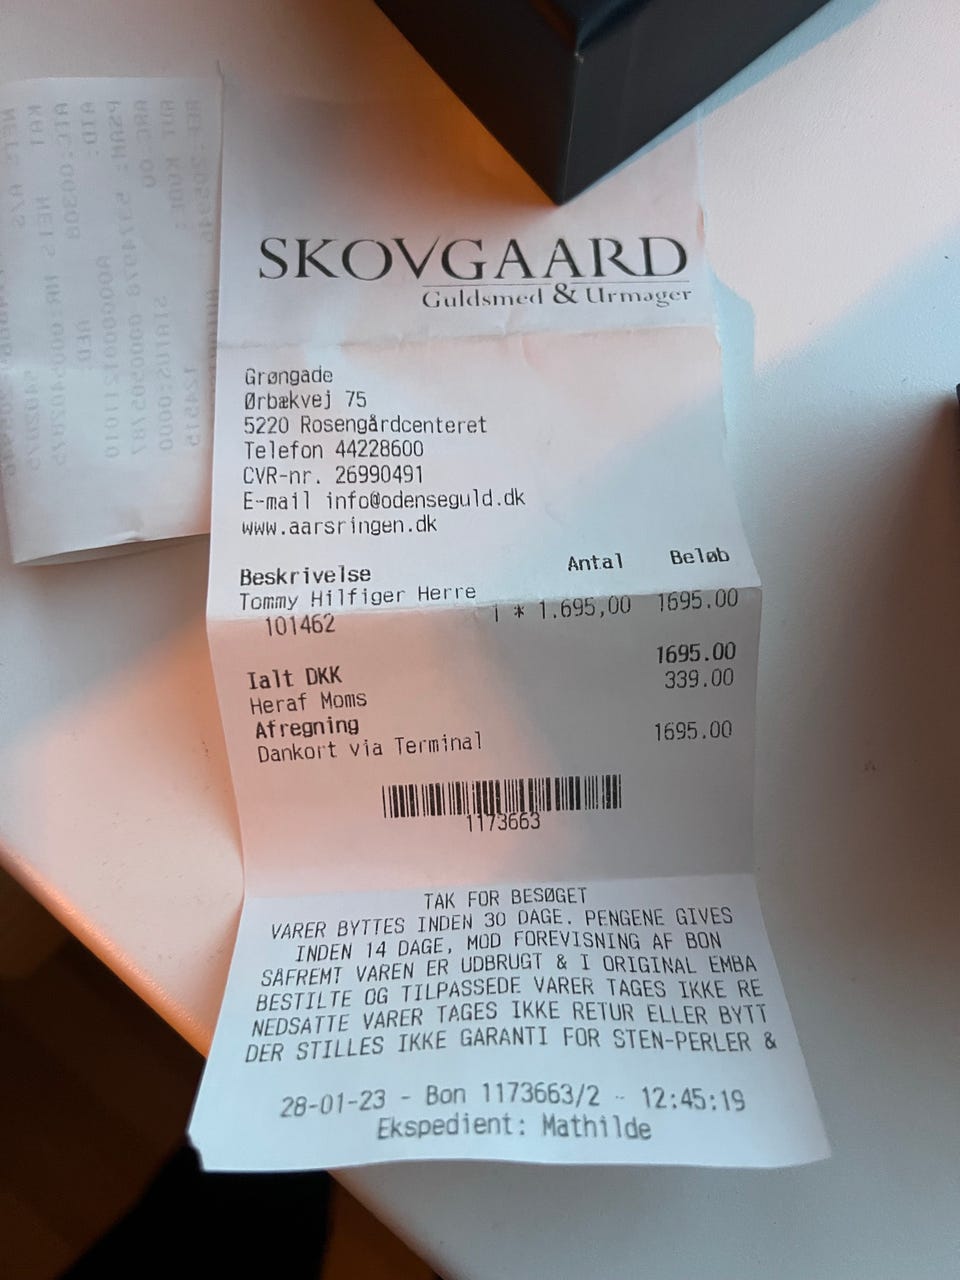 SKOVGAARD
Guldsmed & Urmager
Grøngade
Ørbækvej 75
5220 Rosengårdcenteret
Telefon 44228600
CVR-nr. 26990491
E-mail info@odenseguld.dk
www.aarsringen.dk
Beskrivelse Antal Beløb
Tommy Hilfiger Herre
101462 1 * 1.695,00 1695.00
Ialt DKK 1695.00
Heraf Moms 339.00
Afregning
Dankort via Terminal 1695.00
1173663
TAK FOR BESØGET
VARER BYTTES INDEN 30 DAGE. PENGENE GIVES
INDEN 14 DAGE, MOD FOREVISNING AF BON
SÅFREMT VAREN ER UDBRUGT & I ORIGINAL EMBA
BESTILTE OG TILPASSEDE VARER TAGES IKKE RE
NEDSATTE VARER TAGES IKKE RETUR ELLER BYTT
DER STILLES IKKE GARANTI FOR STEN-PERLER &
28-01-23 - Bon 1173663/2 - 12:45:19
Ekspedient: Mathilde